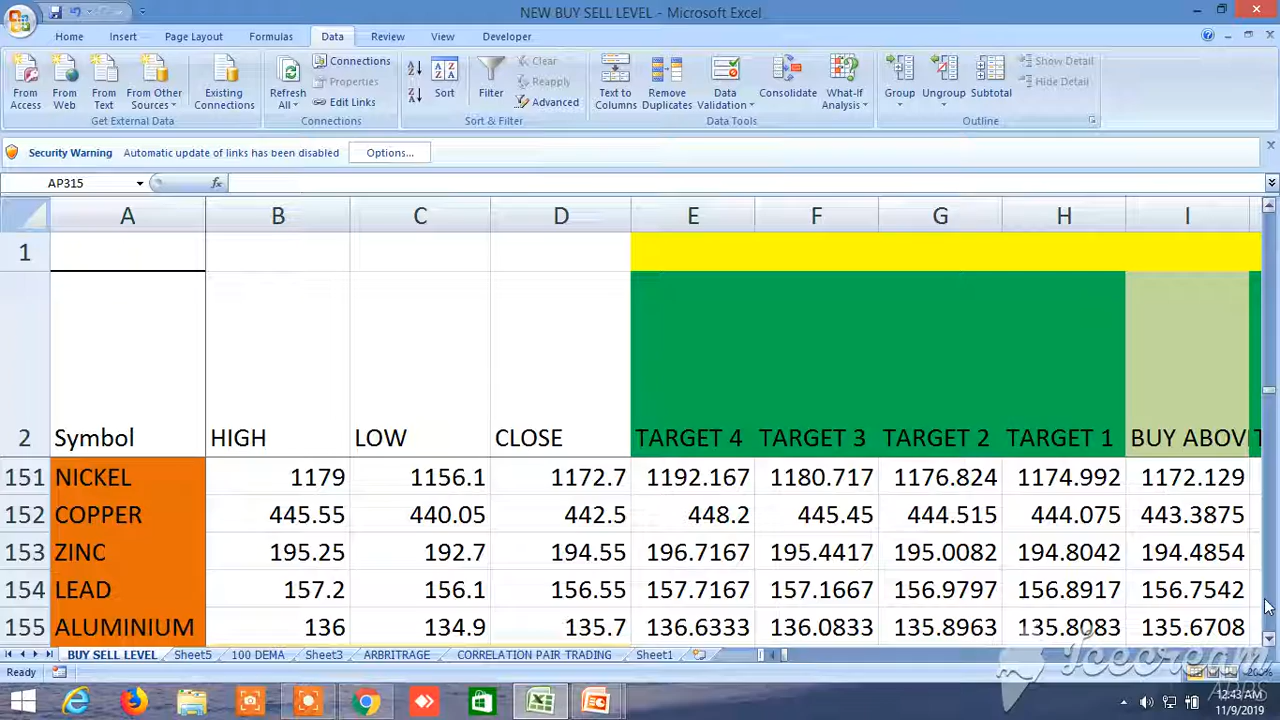 NEW BUY SELL LEVEL - Microsoft Excel
Home Insert Page Layout Formulas Data Review View Developer
From Access
From Web
From Text
From Other Sources
Existing Connections
Get External Data
Refresh All
Connections
Properties
Edit Links
Connections
Sort
Filter
Clear
Reapply
Advanced
Sort & Filter
Text to Columns
Remove Duplicates
Data Validation
Consolidate
What-If Analysis
Data Tools
Group
Ungroup
Subtotal
Show Detail
Hide Detail
Outline
Security Warning Automatic update of links has been disabled Options...
AP315 fx
A B C D E F G H I
1
2 Symbol HIGH LOW CLOSE TARGET 4 TARGET 3 TARGET 2 TARGET 1 BUY ABOV
151 NICKEL 1179 1156.1 1172.7 1192.167 1180.717 1176.824 1174.992 1172.129
152 COPPER 445.55 440.05 442.5 448.2 445.45 444.515 444.075 443.3875
153 ZINC 195.25 192.7 194.55 196.7167 195.4417 195.0082 194.8042 194.4854
154 LEAD 157.2 156.1 156.55 157.7167 157.1667 156.9797 156.8917 156.7542
155 ALUMINIUM 136 134.9 135.7 136.6333 136.0833 135.8963 135.8083 135.6708
BUY SELL LEVEL Sheet5 100 DEMA Sheet3 ARBRITRAGE CORRELATION PAIR TRADING Sheet1
Ready 200%
Icecream
APPS
12:43 AM
11/9/2019